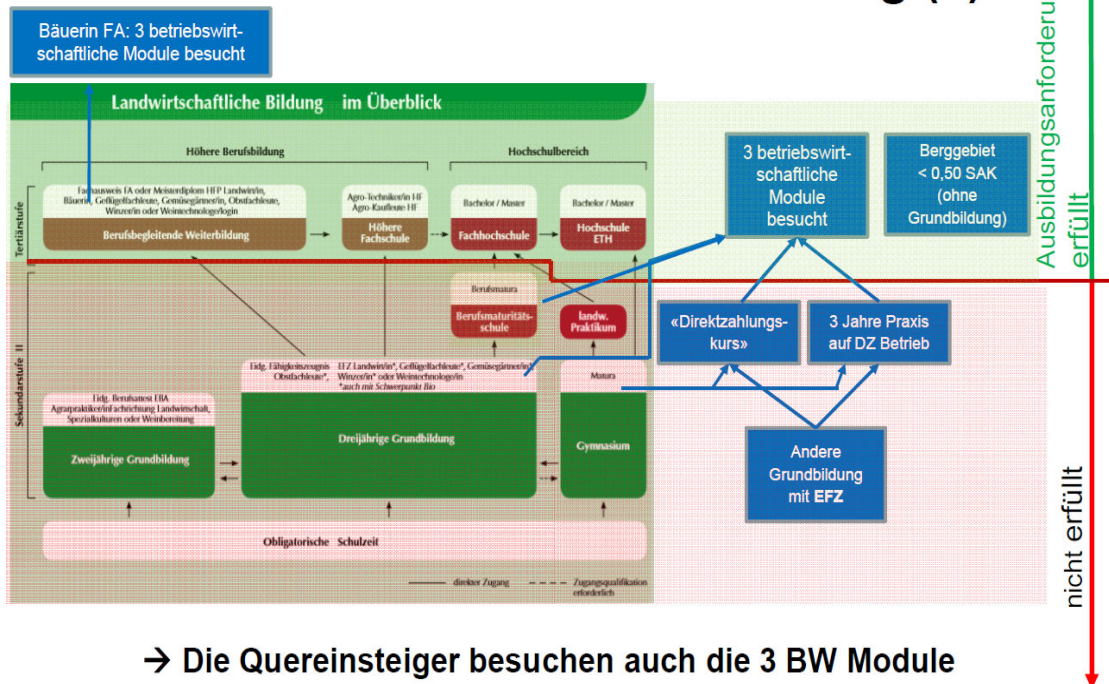 Bäuerin FA: 3 betriebswirt-
schaftliche Module besucht
Landwirtschaftliche Bildung im Überblick
Höhere Berufsbildung
Hochschulbereich
Tertiärstufe
Fachausweis FA oder Meisterdiplom HFP Landwirt/in,
Bäuerin, Geflügelfachleute, Gemüsegärtner/in, Obstfachleute,
Winzer/in oder Weintechnologe/login
Berufsbegleitende Weiterbildung
Agro-Techniker/in HF
Agro-Kaufleute HF
Höhere
Fachschule
Bachelor / Master
Fachhochschule
Bachelor / Master
Hochschule
ETH
3 betriebswirt-
schaftliche
Module
besucht
Berggebiet
< 0,50 SAK
(ohne
Grundbildung)
Ausbildungsanforderu
erfüllt
Sekundarstufe II
Berufsmatura
Berufsmaturitäts-
schule
landw.
Praktikum
«Direktzahlungs-
kurs»
3 Jahre Praxis
auf DZ Betrieb
Eidg. Fähigkeitszeugnis EFZ Landwirt/in*, Geflügelfachleute*, Gemüsegärtner/in*,
Obstfachleute*, Winzer/in* oder Weintechnologe/in
*auch mit Schwerpunkt Bio
Dreijährige Grundbildung
Matura
Gymnasium
Eidg. Berufsattest EBA
Agrarpraktiker/in Fachrichtung Landwirtschaft,
Spezialkulturen oder Weinbereitung
Zweijährige Grundbildung
Andere
Grundbildung
mit EFZ
nicht erfüllt
Obligatorische Schulzeit
direkter Zugang
Zugangsqualifikation
erforderlich
→ Die Quereinsteiger besuchen auch die 3 BW Module